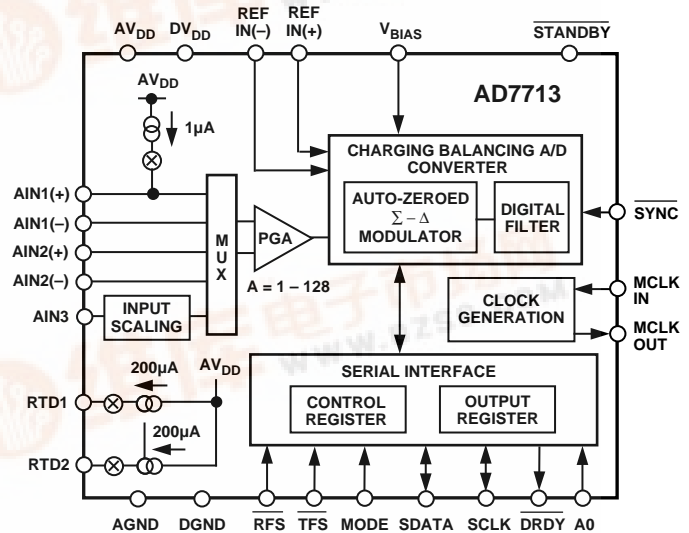 REF REF
AVDD DVDD IN(–) IN(+) VBIAS STANDBY
AVDD
AD7713
1µA
CHARGING BALANCING A/D
CONVERTER
AUTO-ZEROED
Σ – Δ
MODULATOR
DIGITAL
FILTER
AIN1(+)
AIN1(–)
AIN2(+)
AIN2(–)
AIN3
MUX
PGA
A = 1 – 128
INPUT
SCALING
SYNC
CLOCK
GENERATION
MCLK
IN
MCLK
OUT
SERIAL INTERFACE
CONTROL
REGISTER
OUTPUT
REGISTER
AVDD
200µA
RTD1
200µA
RTD2
AGND DGND RFS TFS MODE SDATA SCLK DRDY A0